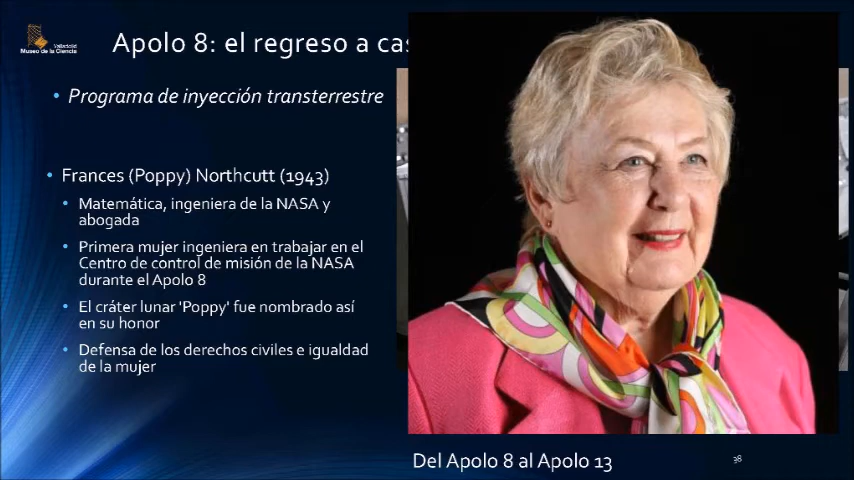 Valladolid
Museo de la Ciencia
Apolo 8: el regreso a cas
• Programa de inyección transterrestre
• Frances (Poppy) Northcutt (1943)
• Matemática, ingeniera de la NASA y
abogada
• Primera mujer ingeniera en trabajar en el
Centro de control de misión de la NASA
durante el Apolo 8
• El cráter lunar 'Poppy' fue nombrado así
en su honor
• Defensa de los derechos civiles e igualdad
de la mujer
Del Apolo 8 al Apolo 13
38